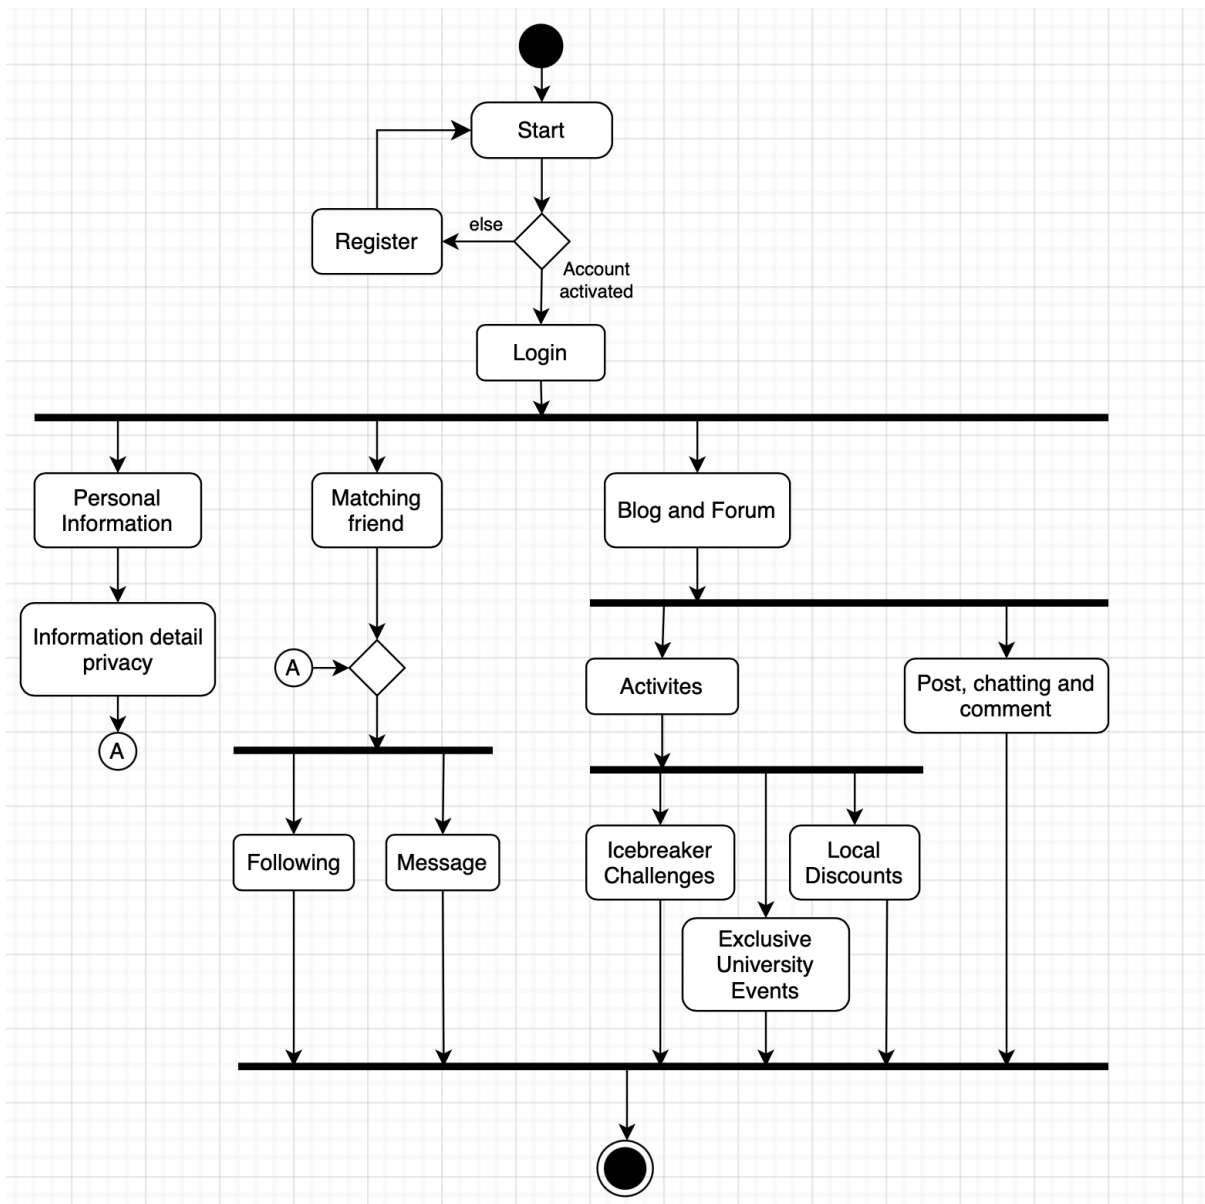 Start
Register
else
Account
activated
Login
Personal
Information
Matching
friend
Blog and Forum
Information detail
privacy
A
Activites
Post, chatting and
comment
A
Following
Message
Icebreaker
Challenges
Local
Discounts
Exclusive
University
Events